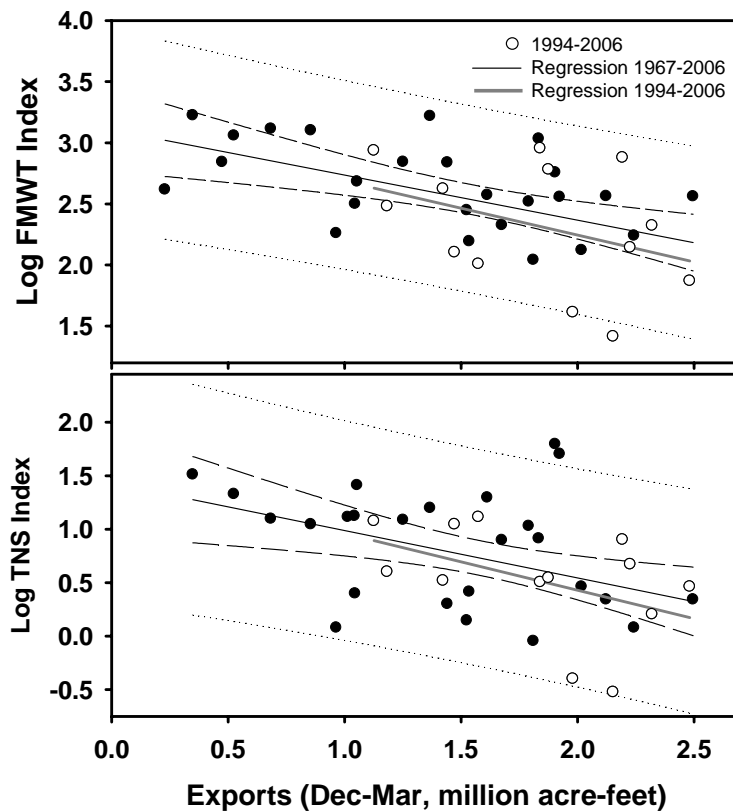 4.0
3.5
3.0
2.5
2.0
1.5
Log FMWT Index
1994-2006
Regression 1967-2006
Regression 1994-2006
2.0
1.5
1.0
0.5
0.0
-0.5
Log TNS Index
0.0 0.5 1.0 1.5 2.0 2.5
Exports (Dec-Mar, million acre-feet)